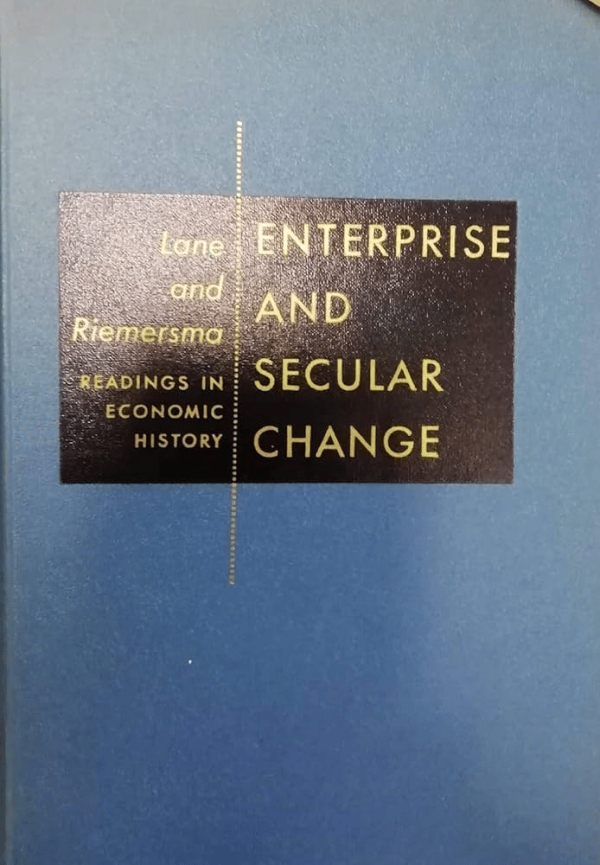 Lane
and
Riemersma
READINGS IN
ECONOMIC
HISTORY
ENTERPRISE
AND
SECULAR
CHANGE